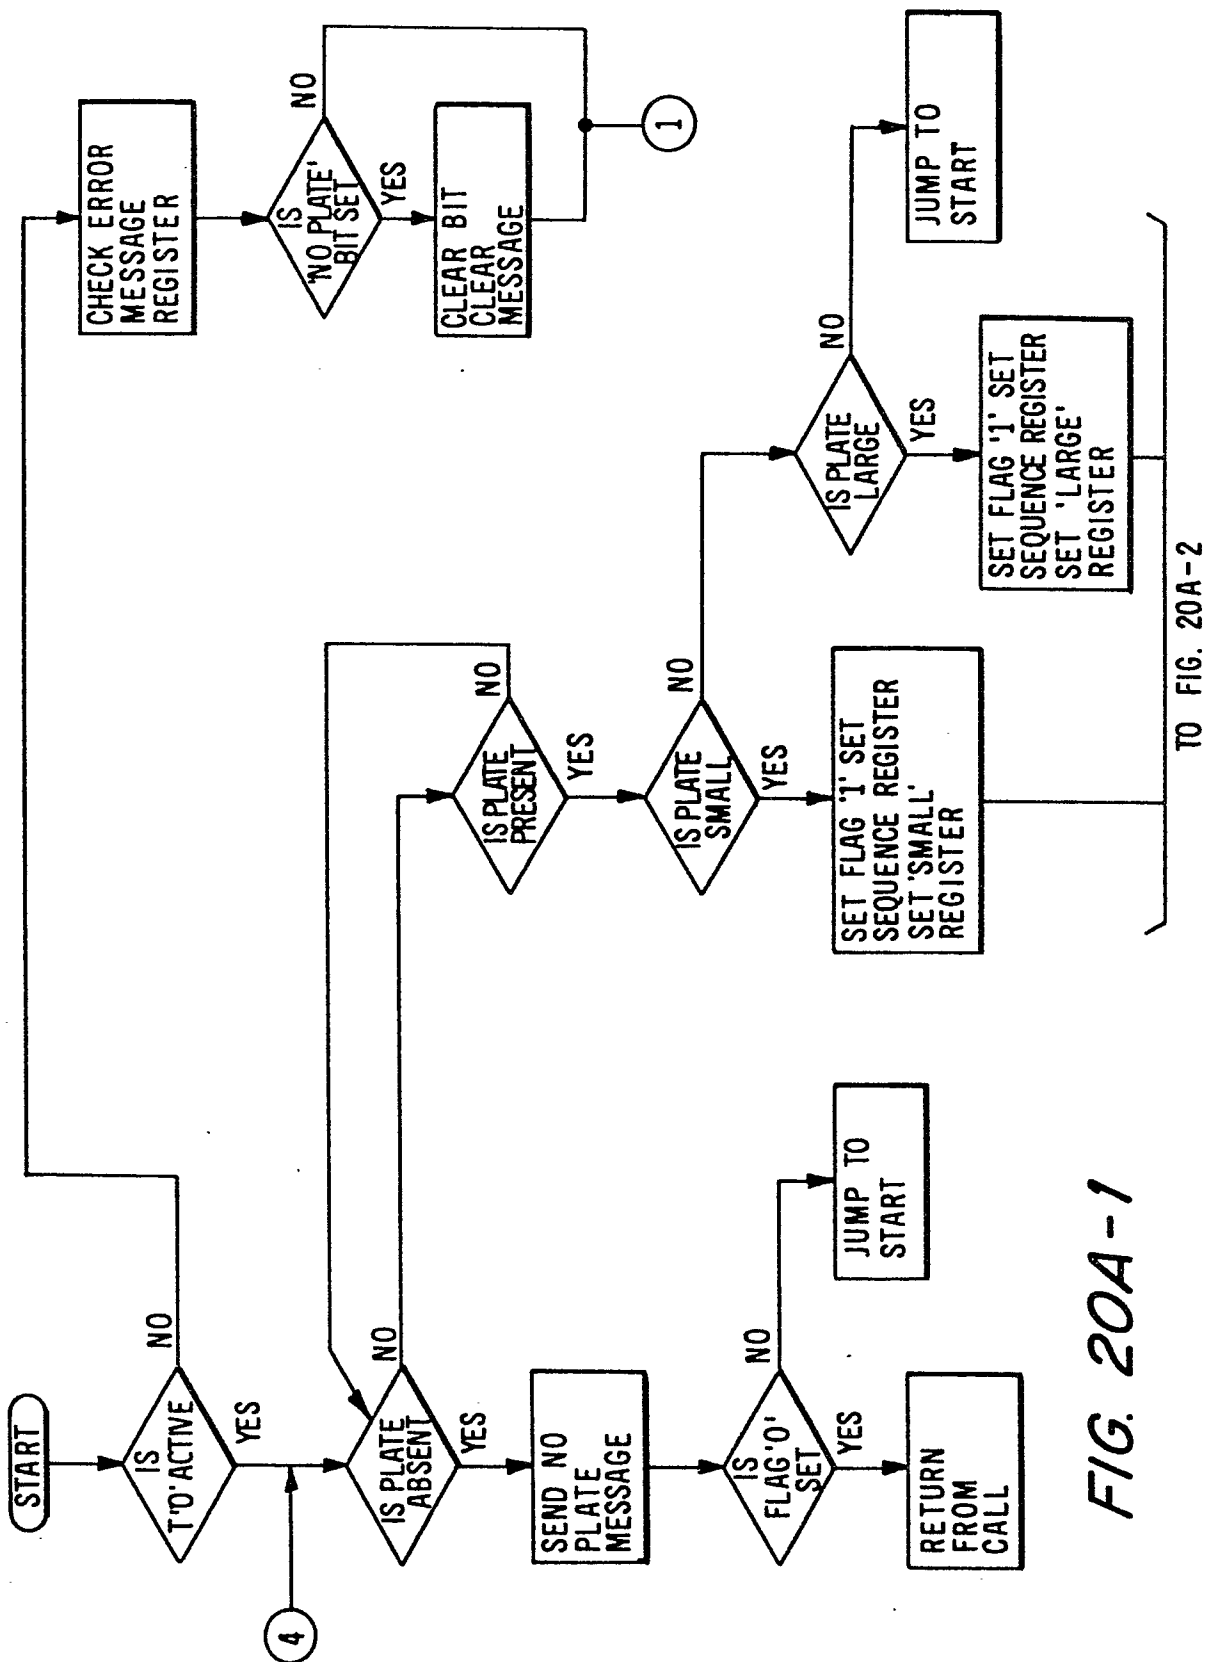 START
IS
T'O'ACTIVE
NO
YES
4
IS PLATE
ABSENT
NO
YES
SEND NO
PLATE
MESSAGE
IS
FLAG'O'
SET
NO
YES
RETURN
FROM
CALL
JUMP TO
START
IS PLATE
PRESENT
NO
YES
IS PLATE
SMALL
NO
YES
SET FLAG '1' SET
SEQUENCE REGISTER
SET 'SMALL'
REGISTER
IS PLATE
LARGE
NO
YES
SET FLAG '1' SET
SEQUENCE REGISTER
SET 'LARGE'
REGISTER
JUMP TO
START
CHECK ERROR
MESSAGE
REGISTER
IS
'NO PLATE'
BIT SET
NO
YES
CLEAR BIT
CLEAR
MESSAGE
1
TO FIG. 20A-2
FIG. 20A-1